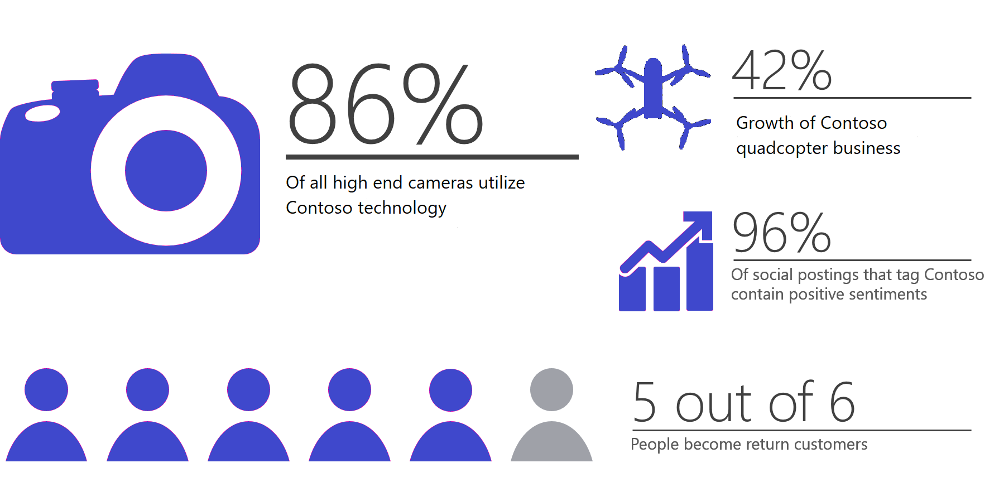 86%
Of all high end cameras utilize
Contoso technology
42%
Growth of Contoso
quadcopter business
96%
Of social postings that tag Contoso
contain positive sentiments
5 out of 6
People become return customers